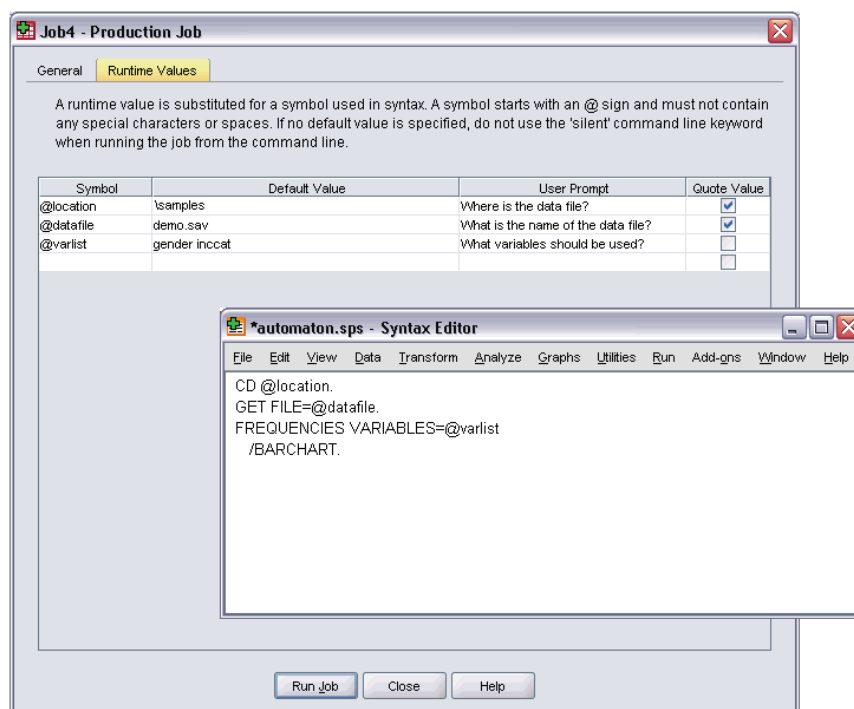 Job4 - Production Job
General Runtime Values
A runtime value is substituted for a symbol used in syntax. A symbol starts with an @ sign and must not contain
any special characters or spaces. If no default value is specified, do not use the 'silent' command line keyword
when running the job from the command line.
Symbol Default Value User Prompt Quote Value
@location \samples Where is the data file?
@datafile demo.sav What is the name of the data file?
@varlist gender inccat What variables should be used?
*automaton.sps - Syntax Editor
File Edit View Data Transform Analyze Graphs Utilities Run Add-ons Window Help
CD @location.
GET FILE=@datafile.
FREQUENCIES VARIABLES=@varlist
/BARCHART.
Run Job Close Help